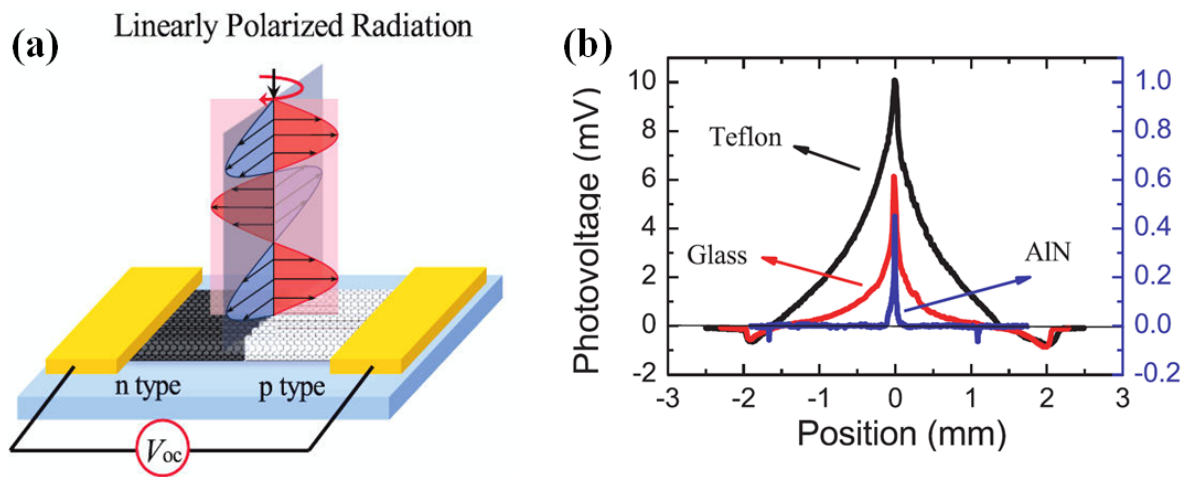 (a)
Linearly Polarized Radiation
n type
p type
Voc
(b)
Photovoltage (mV)
10
8
6
4
2
0
-2
1.0
0.8
0.6
0.4
0.2
0.0
-0.2
Teflon
Glass
AlN
-3
-2
-1
0
1
2
3
Position (mm)